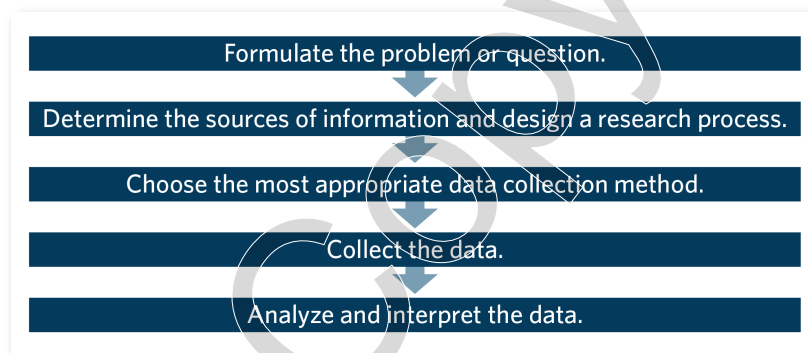 Formulate the problem or question.
Determine the sources of information and design a research process.
Choose the most appropriate data collection method.
Collect the data.
Analyze and interpret the data.
Copy